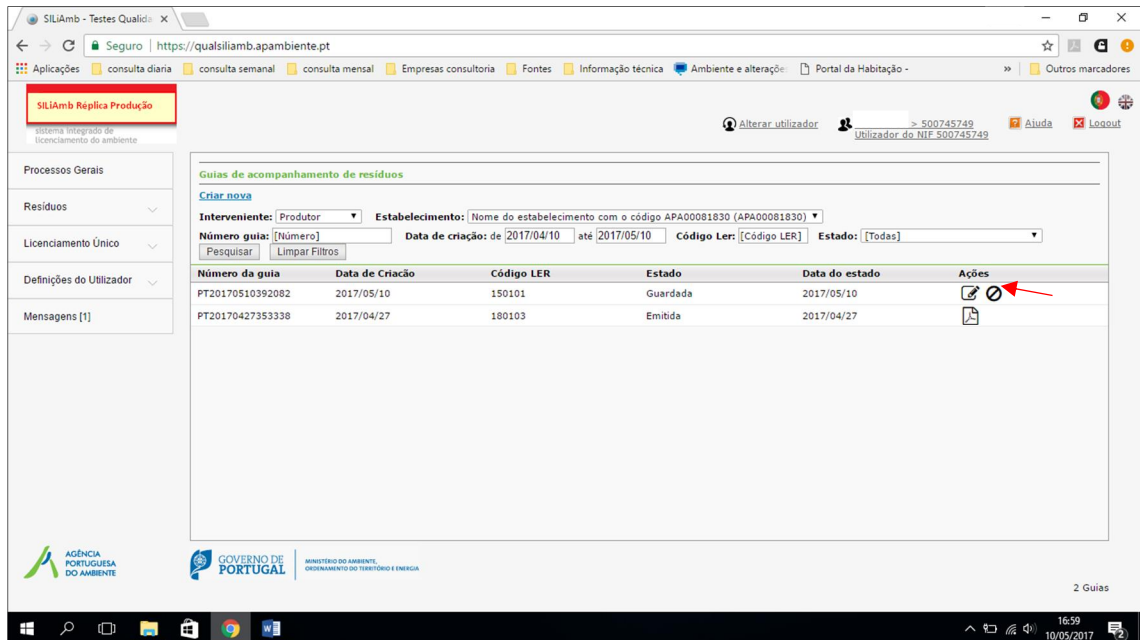 SILiAmb - Testes Qualida
Seguro | https://qualsiliamb.apambiente.pt
Aplicações consulta diaria consulta semanal consulta mensal Empresas consultoria Fontes Informação técnica Ambiente e alteraçõe Portal da Habitação - » Outros marcadores
SILiAmb Réplica Produção
sistema integrado de
licenciamento do ambiente
Alterar utilizador > 500745749 Ajuda Logout
Utilizador do NIF 500745749
Processos Gerais
Resíduos
Licenciamento Único
Definições do Utilizador
Mensagens [1]
Guias de acompanhamento de resíduos
Criar nova
Interveniente: Produtor Estabelecimento: Nome do estabelecimento com o código APA00081830 (APA00081830)
Número guia: [Número] Data de criação: de 2017/04/10 até 2017/05/10 Código Ler: [Código LER] Estado: [Todas]
Pesquisar Limpar Filtros
Número da guia Data de Criacão Código LER Estado Data do estado Ações
PT20170510392082 2017/05/10 150101 Guardada 2017/05/10
PT20170427353338 2017/04/27 180103 Emitida 2017/04/27
AGÊNCIA
PORTUGUESA
DO AMBIENTE
GOVERNO DE
PORTUGAL
MINISTÉRIO DO AMBIENTE,
ORDENAMENTO DO TERRITÓRIO E ENERGIA
2 Guias
16:59
10/05/2017